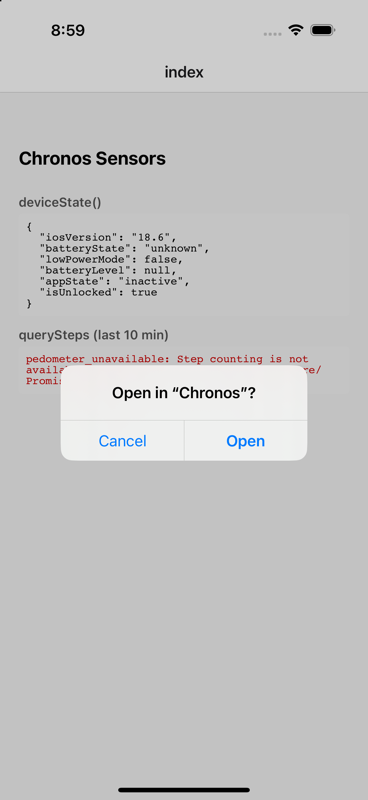 8:59
index
Chronos Sensors
deviceState()
{
"iosVersion": "18.6",
"batteryState": "unknown",
"lowPowerMode": false,
"batteryLevel": null,
"appState": "inactive",
"isUnlocked": true
}
querySteps (last 10 min)
pedometer_unavailable: Step counting is not
Open in “Chronos”?
Cancel
Open